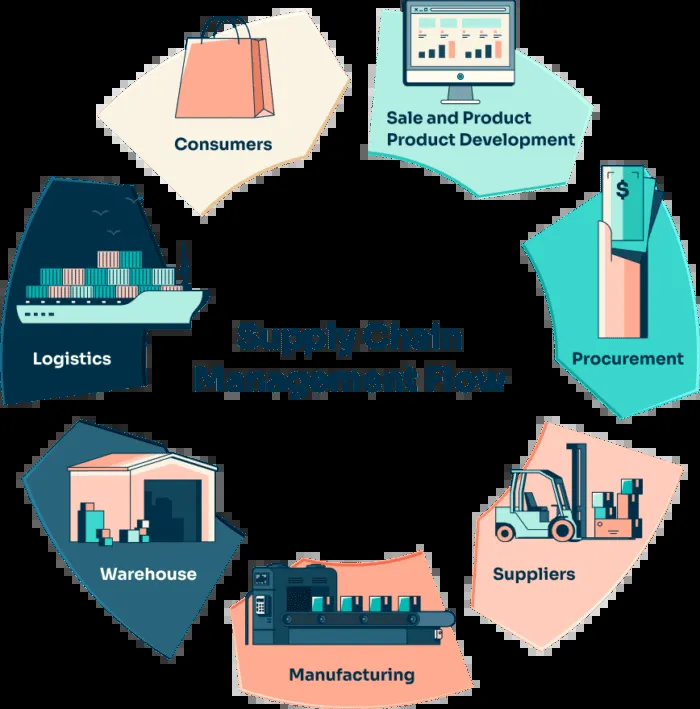 Consumers
Sale and Product
Product Development
$
Procurement
Logistics
Supply Chain
Management Flow
Warehouse
Suppliers
Manufacturing